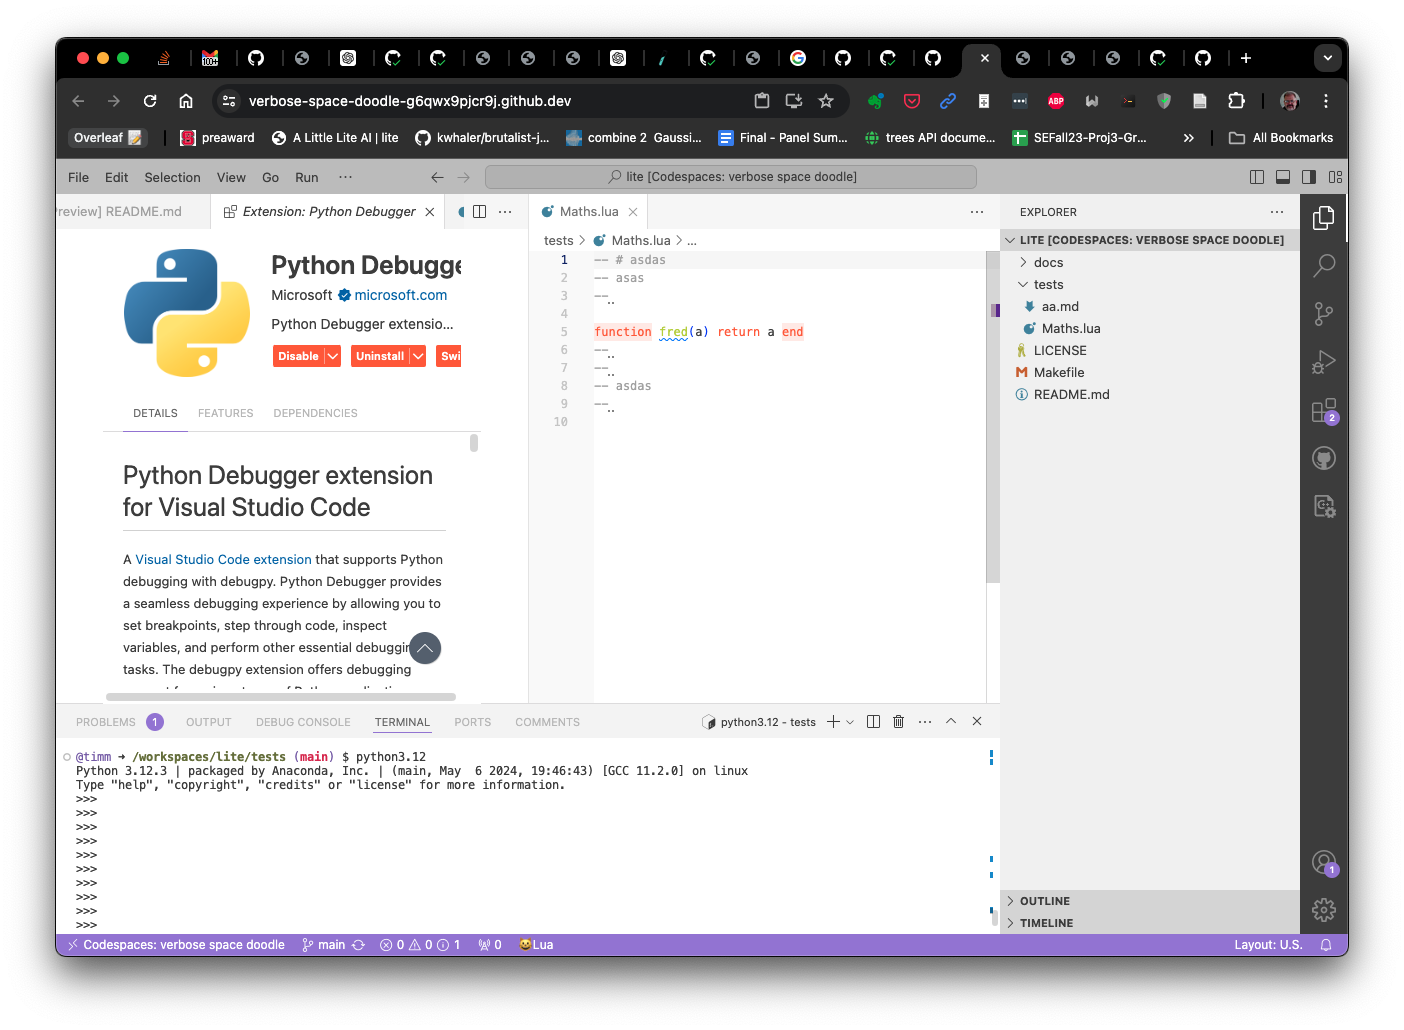 100+
verbose-space-doodle-g6qwx9pjcr9j.github.dev
ABP
Overleaf
preaward
A Little Lite AI | lite
kwhaler/brutalist-j...
combine 2 Gaussi...
Final - Panel Sum...
trees API docume...
SEFall23-Proj3-Gr...
All Bookmarks
File Edit Selection View Go Run ...
lite [Codespaces: verbose space doodle]
review] README.md
Extension: Python Debugger
Maths.lua
tests > Maths.lua > ...
Python Debugge
Microsoft microsoft.com
Python Debugger extensio...
Disable
Uninstall
Swi
DETAILS FEATURES DEPENDENCIES
Python Debugger extension
for Visual Studio Code
A Visual Studio Code extension that supports Python
debugging with debugpy. Python Debugger provides
a seamless debugging experience by allowing you to
set breakpoints, step through code, inspect
variables, and perform other essential debuggin
tasks. The debugpy extension offers debugging
1 -- # asdas
2 -- asas
3 --..
4
5 function fred(a) return a end
6 --..
7 --..
8 -- asdas
9 --..
10
EXPLORER
LITE [CODESPACES: VERBOSE SPACE DOODLE]
docs
tests
aa.md
Maths.lua
LICENSE
Makefile
README.md
2
1
OUTLINE
TIMELINE
PROBLEMS 1 OUTPUT DEBUG CONSOLE TERMINAL PORTS COMMENTS
python3.12 - tests
@timm → /workspaces/lite/tests (main) $ python3.12
Python 3.12.3 | packaged by Anaconda, Inc. | (main, May  6 2024, 19:46:43) [GCC 11.2.0] on linux
Type "help", "copyright", "credits" or "license" for more information.
>>>
>>>
>>>
>>>
>>>
>>>
>>>
>>>
>>>
>>>
Codespaces: verbose space doodle
main
0 0 1
0
Lua
Layout: U.S.